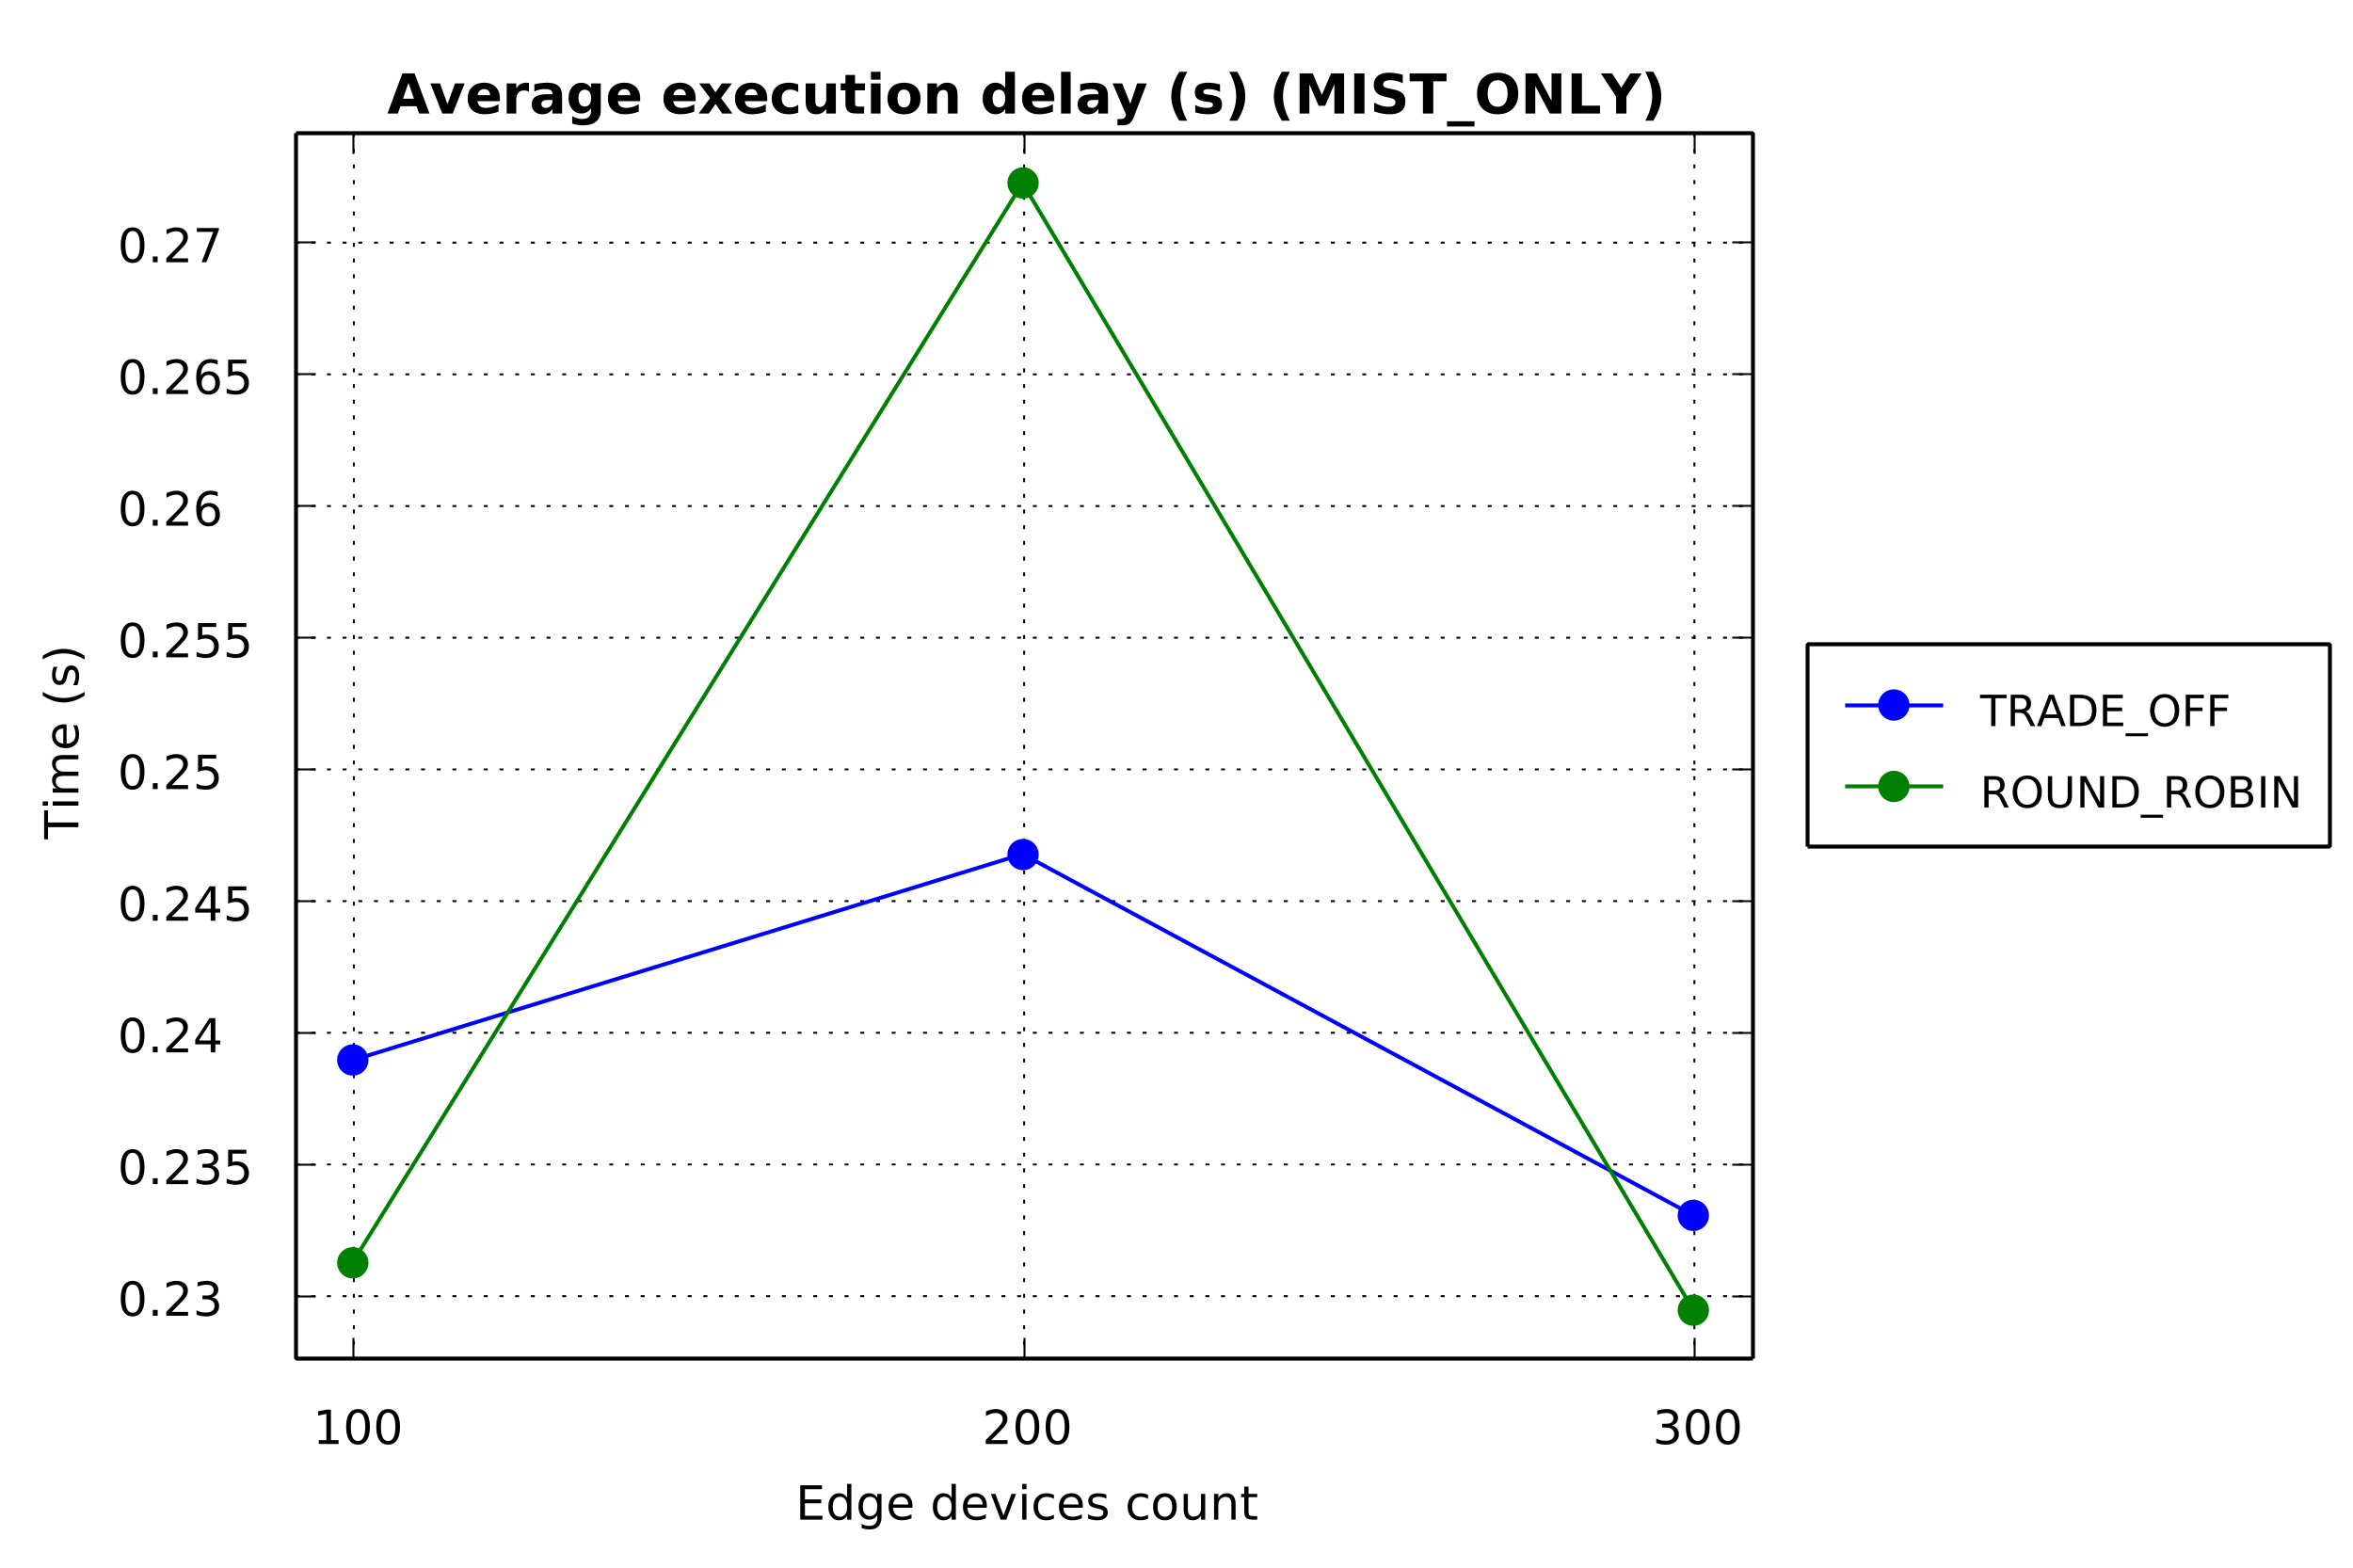 Average execution delay (s) (MIST_ONLY)
0.27
0.265
0.26
0.255
0.25
0.245
0.24
0.235
0.23
Time (s)
100 200 300
Edge devices count
TRADE_OFF
ROUND_ROBIN